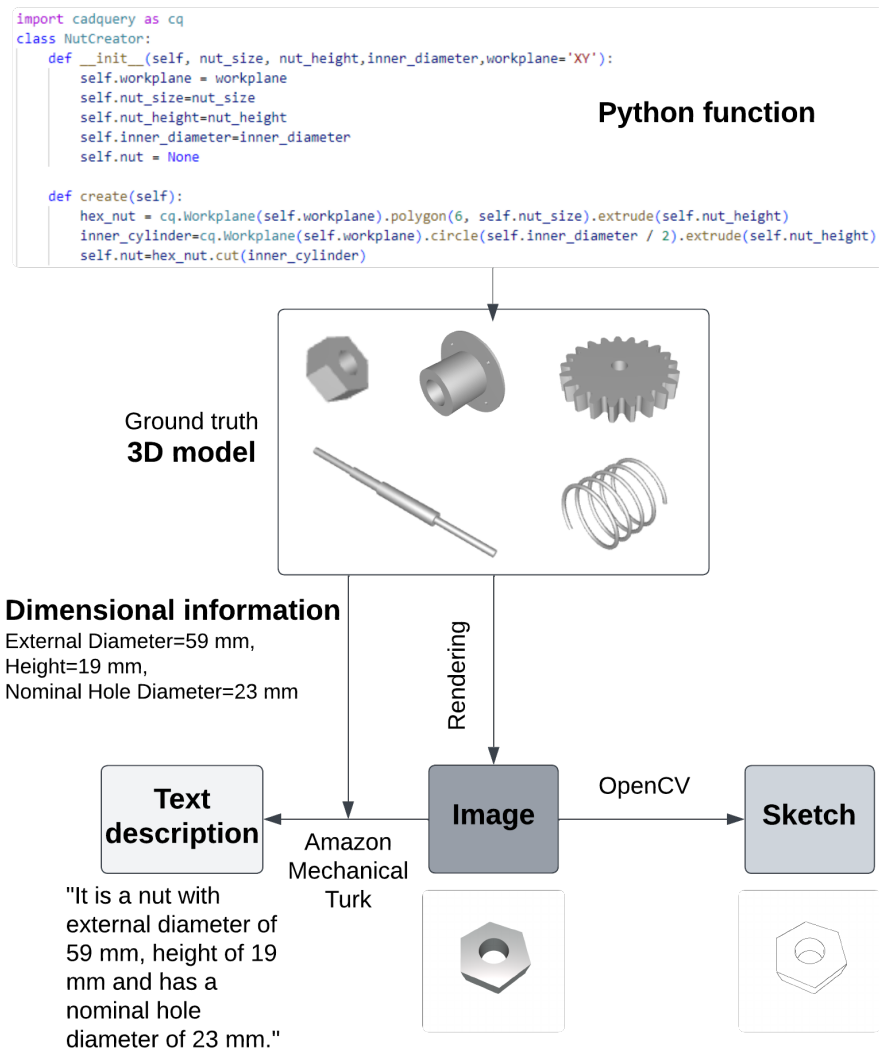 import cadquery as cq
class NutCreator:
    def __init__(self, nut_size, nut_height,inner_diameter,workplane='XY'):
        self.workplane = workplane
        self.nut_size=nut_size
        self.nut_height=nut_height
        self.inner_diameter=inner_diameter
        self.nut = None
Python function
    def create(self):
        hex_nut = cq.Workplane(self.workplane).polygon(6, self.nut_size).extrude(self.nut_height)
        inner_cylinder=cq.Workplane(self.workplane).circle(self.inner_diameter / 2).extrude(self.nut_height)
        self.nut=hex_nut.cut(inner_cylinder)
Ground truth
3D model
Dimensional information
External Diameter=59 mm,
Height=19 mm,
Nominal Hole Diameter=23 mm
Rendering
Text
description
Amazon
Mechanical
Turk
Image
OpenCV
Sketch
"It is a nut with
external diameter of
59 mm, height of 19
mm and has a
nominal hole
diameter of 23 mm."